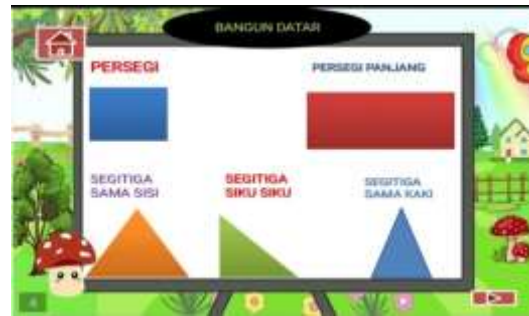 BANGUN DATAR
PERSEGI
PERSEGI PANJANG
SEGITIGA
SAMA SISI
SEGITIGA
SIKU SIKU
SEGITIGA
SAMA KAKI